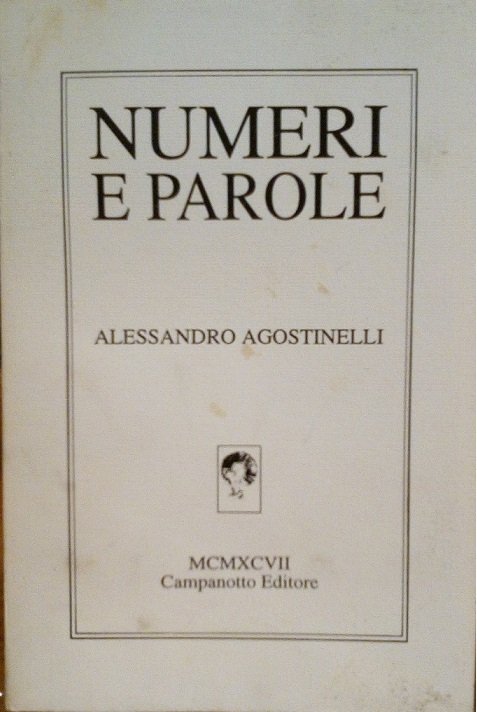 NUMERI
E PAROLE
ALESSANDRO AGOSTINELLI
MCMXCVII
Campanotto Editore